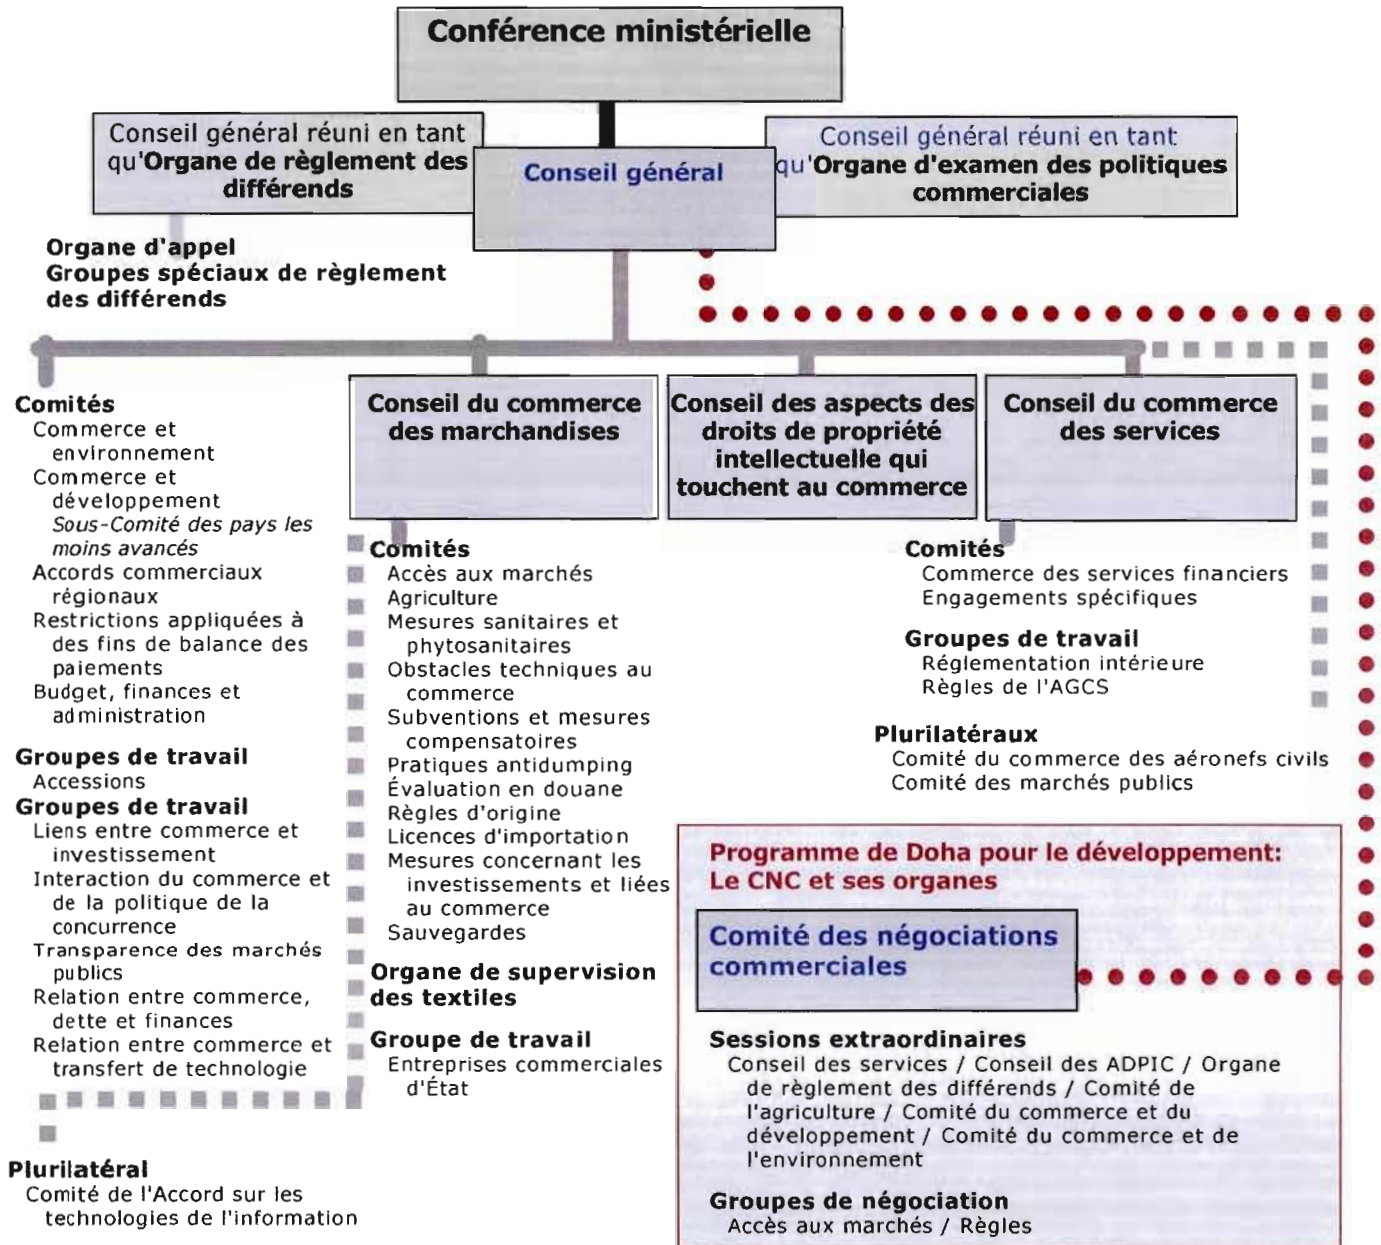 Conférence ministérielle
Conseil général réuni en tant
qu'Organe de règlement des
différends
Conseil général
Conseil général réuni en tant
qu'Organe d'examen des politiques
commerciales
Organe d'appel
Groupes spéciaux de règlement
des différends
Comités
Commerce et
environnement
Commerce et
développement
Sous-Comité des pays les
moins avancés
Accords commerciaux
régionaux
Restrictions appliquées à
des fins de balance des
paiements
Budget, finances et
administration
Groupes de travail
Accessions
Groupes de travail
Liens entre commerce et
investissement
Interaction du commerce et
de la politique de la
concurrence
Transparence des marchés
publics
Relation entre commerce,
dette et finances
Relation entre commerce et
transfert de technologie
Plurilatéral
Comité de l'Accord sur les
technologies de l'information
Conseil du commerce
des marchandises
Comités
Accès aux marchés
Agriculture
Mesures sanitaires et
phytosanitaires
Obstacles techniques au
commerce
Subventions et mesures
compensatoires
Pratiques antidumping
Évaluation en douane
Règles d'origine
Licences d'importation
Mesures concernant les
investissements et liées
au commerce
Sauvegardes
Organe de supervision
des textiles
Groupe de travail
Entreprises commerciales
d'État
Conseil des aspects des
droits de propriété
intellectuelle qui
touchent au commerce
Conseil du commerce
des services
Comités
Commerce des services financiers
Engagements spécifiques
Groupes de travail
Réglementation intérieure
Règles de l'AGCS
Plurilatéraux
Comité du commerce des aéronefs civils
Comité des marchés publics
Programme de Doha pour le développement:
Le CNC et ses organes
Comité des négociations
commerciales
Sessions extraordinaires
Conseil des services / Conseil des ADPIC / Organe
de règlement des différends / Comité de
l'agriculture / Comité du commerce et du
développement / Comité du commerce et de
l'environnement
Groupes de négociation
Accès aux marchés / Règles